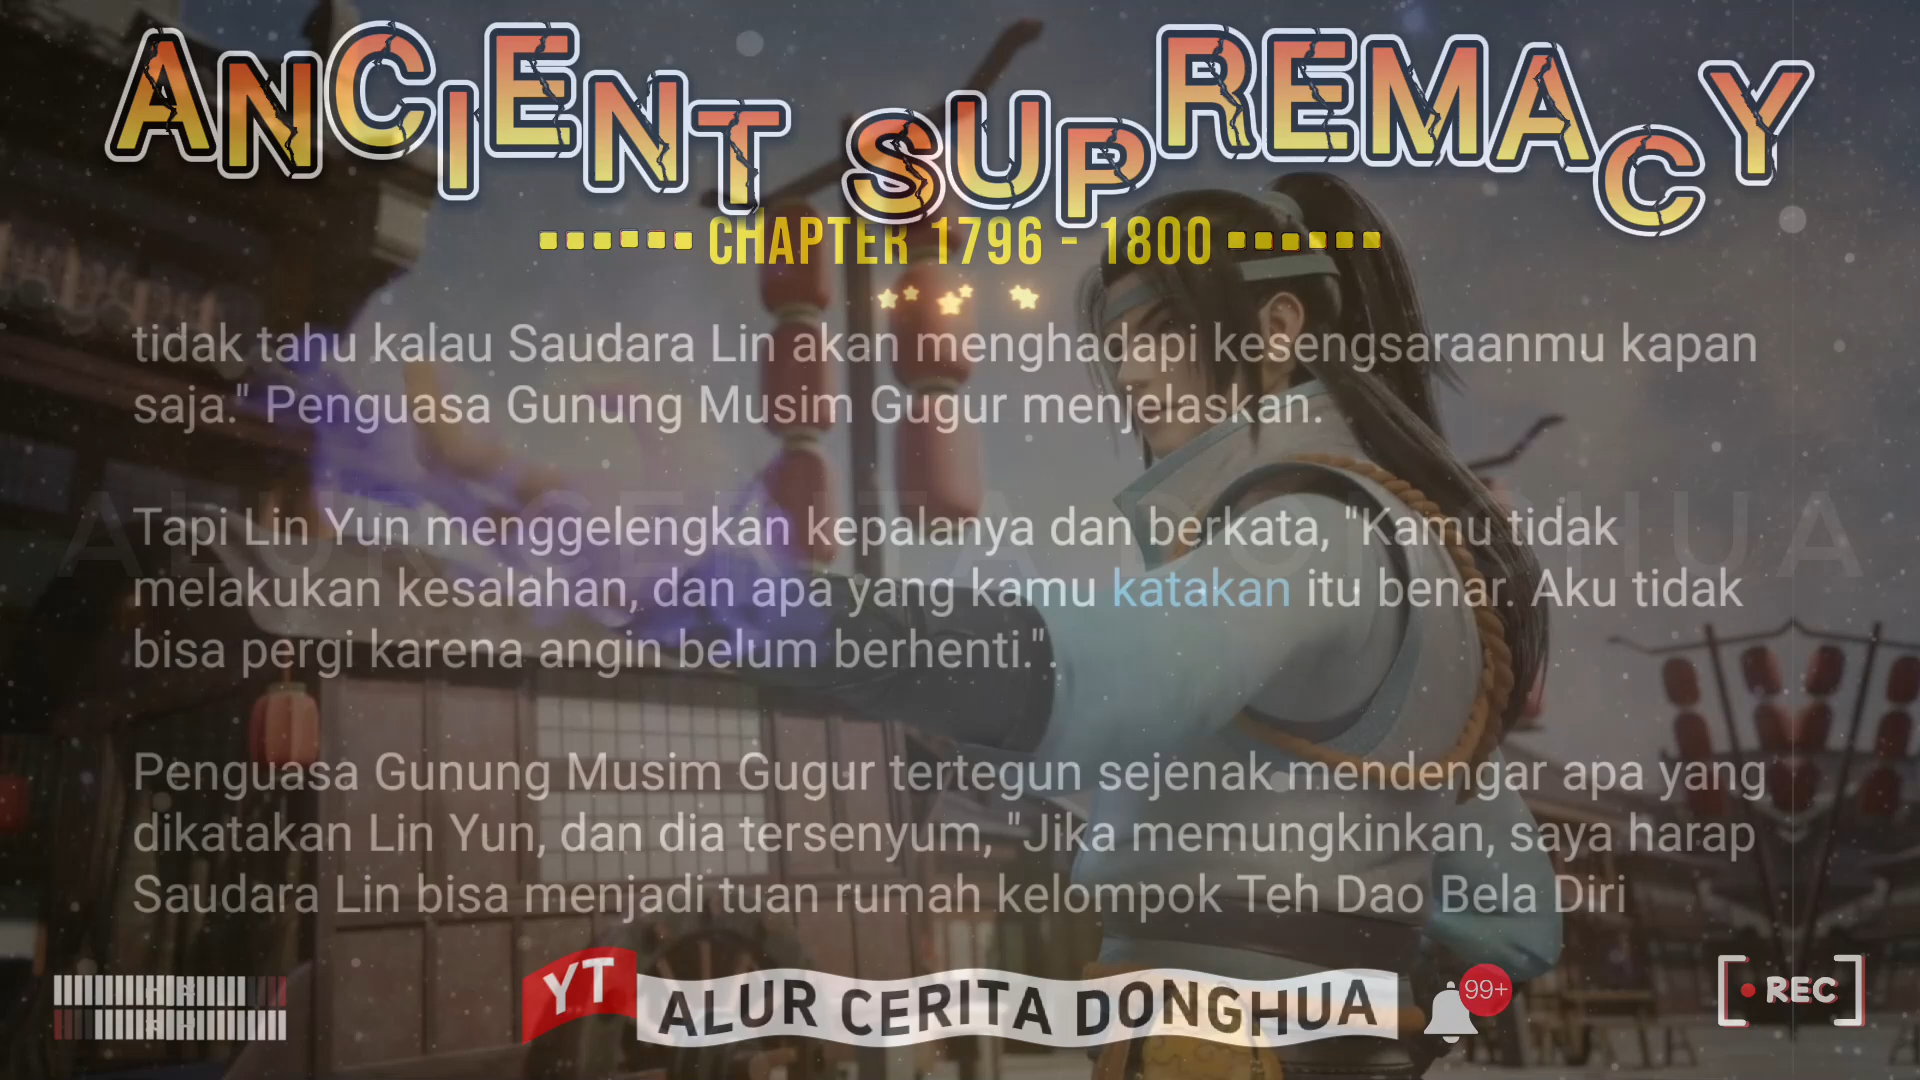 ANCIENT SUPREMACY
CHAPTER 1796 - 1800
tidak tahu kalau Saudara Lin akan menghadapi kesengsaraanmu kapan
saja." Penguasa Gunung Musim Gugur menjelaskan.
Tapi Lin Yun menggelengkan kepalanya dan berkata, "Kamu tidak
melakukan kesalahan, dan apa yang kamu katakan itu benar. Aku tidak
bisa pergi karena angin belum berhenti.".
ALUR CERITA DONGHUA
Penguasa Gunung Musim Gugur tertegun sejenak mendengar apa yang
dikatakan Lin Yun, dan dia tersenyum, "Jika memungkinkan, saya harap
Saudara Lin bisa menjadi tuan rumah kelompok Teh Dao Bela Diri
YT ALUR CERITA DONGHUA
99+
REC